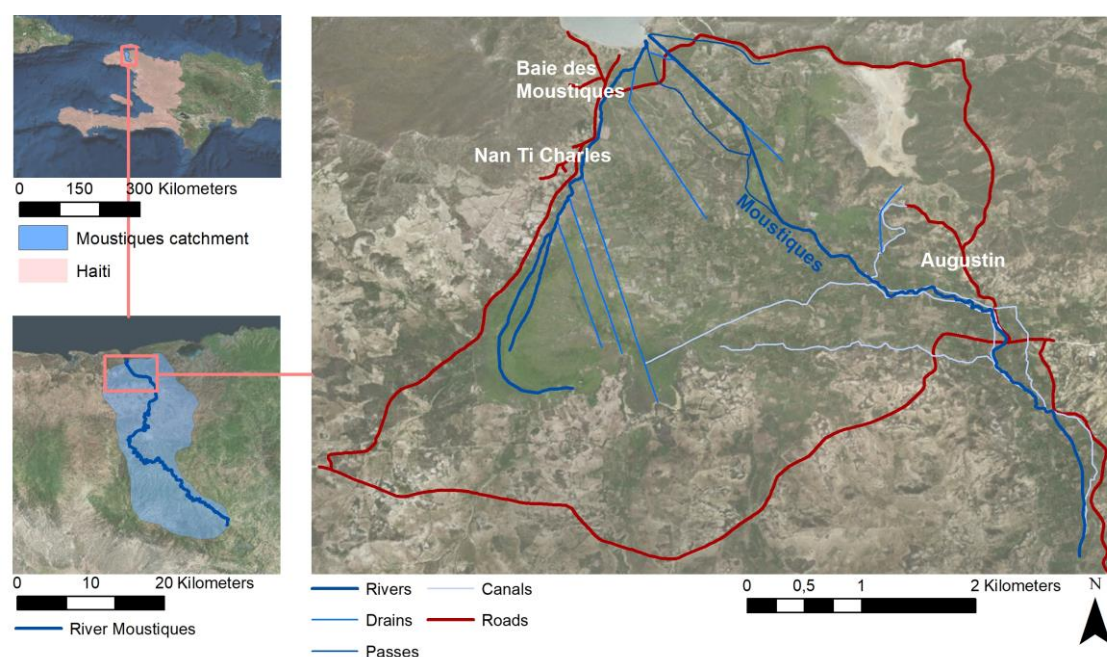 0 150 300 Kilometers
Moustiques catchment
Haiti
0 10 20 Kilometers
River Moustiques
Baie des
Moustiques
Nan Ti Charles
Moustiques
Augustin
Rivers
Canals
Drains
Roads
Passes
0 0,5 1 2 Kilometers
N